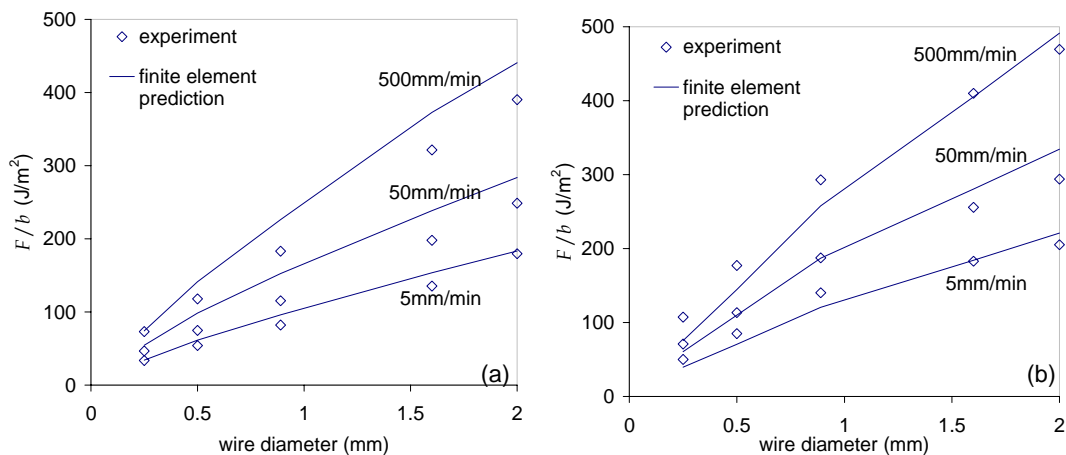 500
400
300
200
100
0
F/b (J/m²)
experiment
finite element
prediction
500mm/min
50mm/min
5mm/min
(a)
0 0.5 1 1.5 2
wire diameter (mm)
500
400
300
200
100
0
F/b (J/m²)
experiment
finite element
prediction
500mm/min
50mm/min
5mm/min
(b)
0 0.5 1 1.5 2
wire diameter (mm)